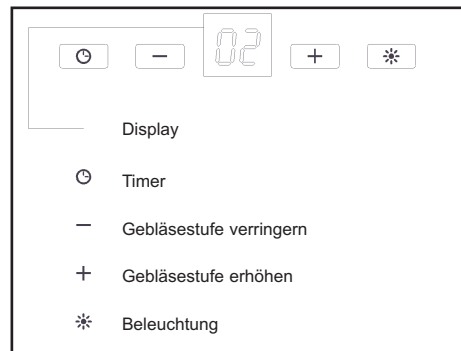 02
Display
Timer
− Gebläsestufe verringern
+ Gebläsestufe erhöhen
Beleuchtung